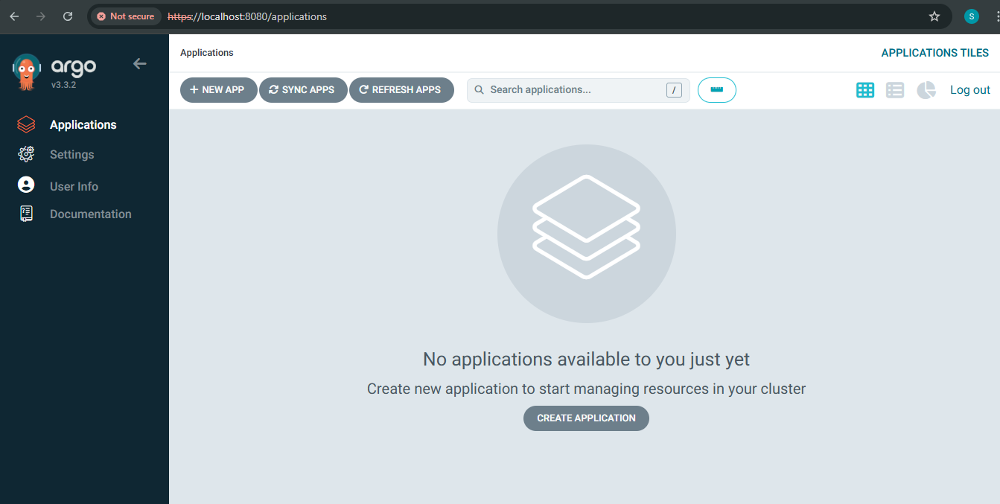 Not secure https://localhost:8080/applications S
argo
v3.3.2
Applications
Settings
User Info
Documentation
Applications APPLICATIONS TILES
NEW APP SYNC APPS REFRESH APPS Search applications... / Log out
No applications available to you just yet
Create new application to start managing resources in your cluster
CREATE APPLICATION